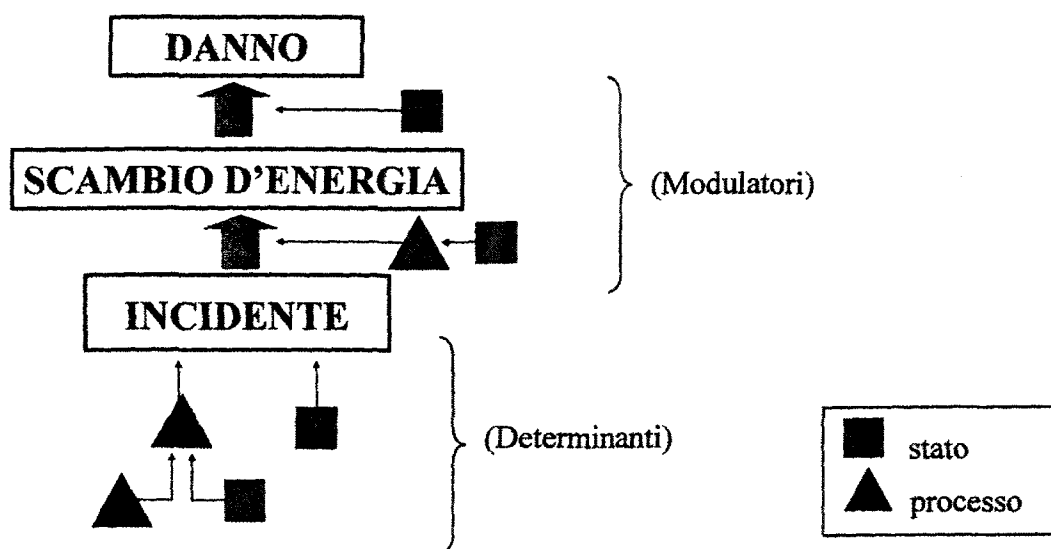 DANNO
SCAMBIO D'ENERGIA
(Modulatori)
INCIDENTE
(Determinanti)
stato
processo